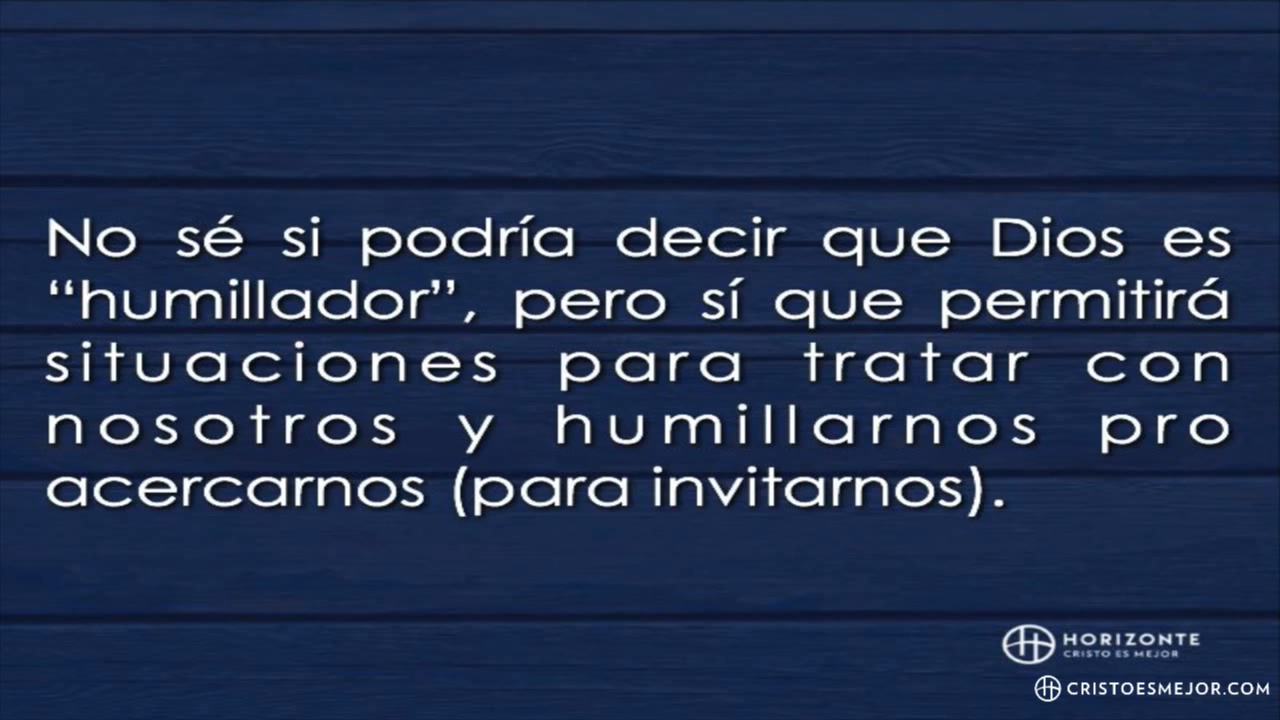 No sé si podría decir que Dios es
“humillador”, pero sí que permitirá
situaciones para tratar con
nosotros y humillarnos pro
acercarnos (para invitarnos).
HORIZONTE
CRISTO ES MEJOR
CRISTOESMEJOR.COM